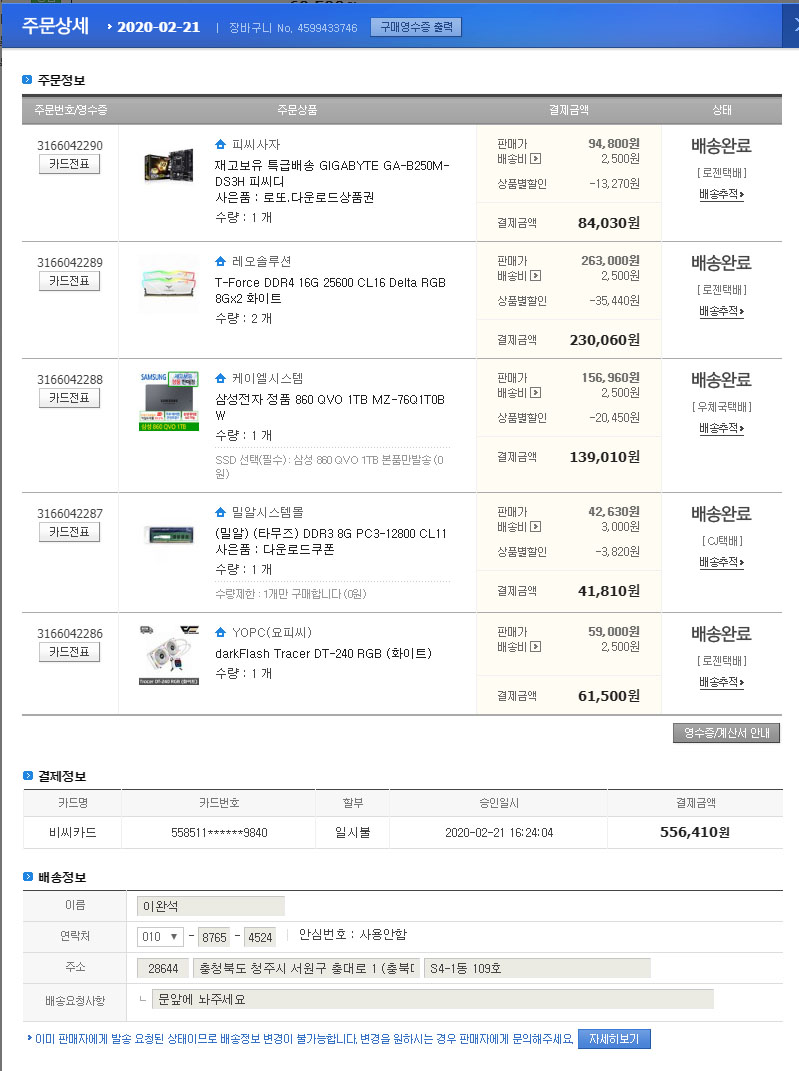 주문상세 2020-02-21 | 장바구니 No. 4599433746 구매영수증 출력
주문정보
주문번호/영수증 주문상품 결제금액 상태
3166042290
카드전표
피씨사자
재고보유 특급배송 GIGABYTE GA-B250M-
DS3H 피씨디
사은품 : 로또.다운로드상품권
수량 : 1 개
판매가 94,800원
배송비 2,500원
상품별할인 -13,270원
결제금액 84,030원
배송완료
[로젠택배]
배송추적
3166042289
카드전표
레오솔루션
T-Force DDR4 16G 25600 CL16 Delta RGB
8Gx2 화이트
수량 : 2 개
판매가 263,000원
배송비 2,500원
상품별할인 -35,440원
결제금액 230,060원
배송완료
[로젠택배]
배송추적
3166042288
카드전표
SAMSUNG
삼성 860 QVO 1TB
케이엘시스템
삼성전자 정품 860 QVO 1TB MZ-76Q1T0B
W
수량 : 1 개
SSD 선택(필수) : 삼성 860 QVO 1TB 본품만발송 (0
원)
판매가 156,960원
배송비 2,500원
상품별할인 -20,450원
결제금액 139,010원
배송완료
[우체국택배]
배송추적
3166042287
카드전표
밀알시스템몰
(밀알) (타무즈) DDR3 8G PC3-12800 CL11
사은품 : 다운로드쿠폰
수량 : 1 개
수량제한 : 1개만 구매합니다 (0원)
판매가 42,630원
배송비 3,000원
상품별할인 -3,820원
결제금액 41,810원
배송완료
[CJ택배]
배송추적
3166042286
카드전표
Tracer DT-240 RGB (화이트)
YOPC(요피씨)
darkFlash Tracer DT-240 RGB (화이트)
수량 : 1 개
판매가 59,000원
배송비 2,500원
결제금액 61,500원
배송완료
[로젠택배]
배송추적
영수증/계산서 안내
결제정보
카드명 카드번호 할부 승인일시 결제금액
비씨카드 558511******9840 일시불 2020-02-21 16:24:04 556,410원
배송정보
이름 이완석
연락처 010 - 8765 - 4524 | 안심번호 : 사용안함
주소 28644 충청북도 청주시 서원구 충대로 1 (충북대 S4-1동 109호
배송요청사항 문앞에 놔주세요
이미 판매자에게 발송 요청된 상태이므로 배송정보 변경이 불가능합니다. 변경을 원하시는 경우 판매자에게 문의해주세요. 자세히보기